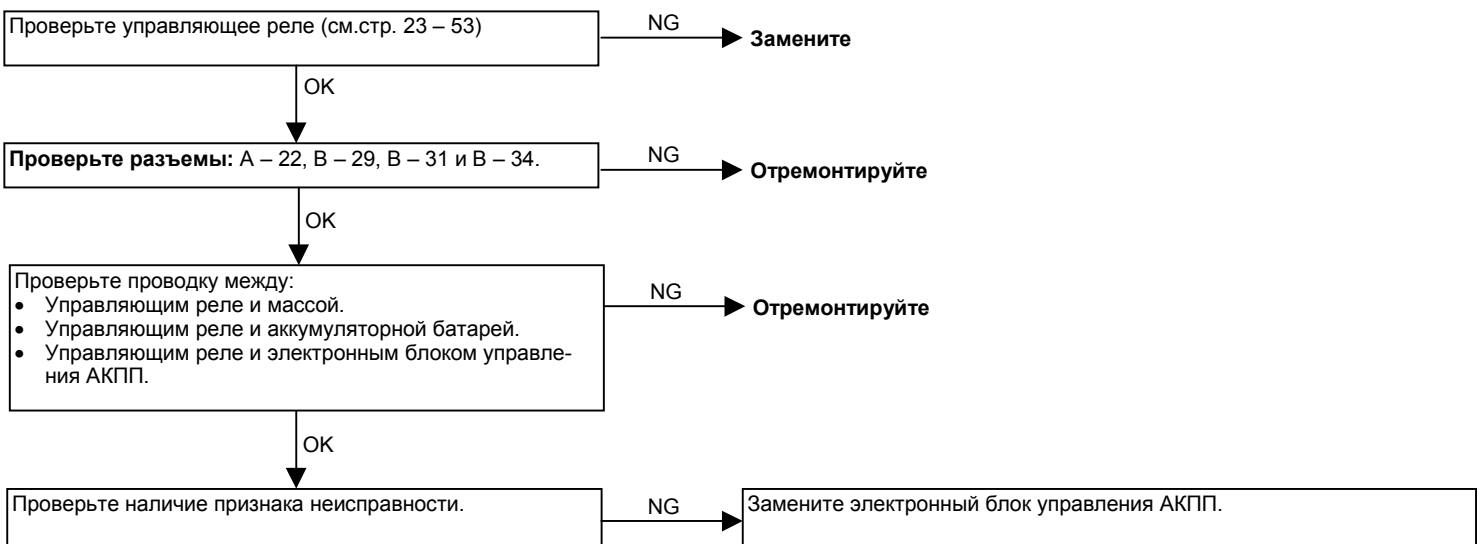 Проверьте управляющее реле (см.стр. 23 – 53)
NG
Замените
OK
Проверьте разъемы: А – 22, В – 29, В – 31 и В – 34.
NG
Отремонтируйте
OK
Проверьте проводку между:
• Управляющим реле и массой.
• Управляющим реле и аккумуляторной батарей.
• Управляющим реле и электронным блоком управле-
ния АКПП.
NG
Отремонтируйте
OK
Проверьте наличие признака неисправности.
NG
Замените электронный блок управления АКПП.